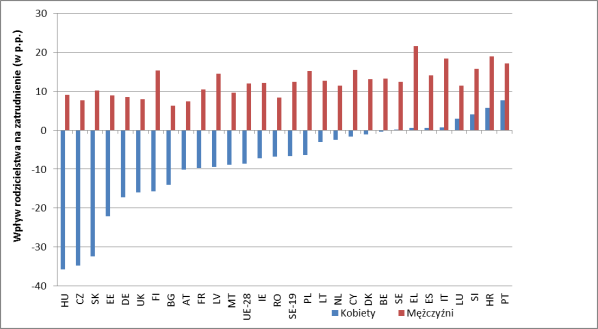 Wpływ rodzicielstwa na zatrudnienie (w p.p.)
30
20
10
0
-10
-20
-30
-40
HU CZ SK EE DE UK FI BG AT FR LV MT UE-28 IE RO SE-19 PL LT NL CY DK BE SE EL ES IT LU SI HR PT
Kobiety Mężczyźni